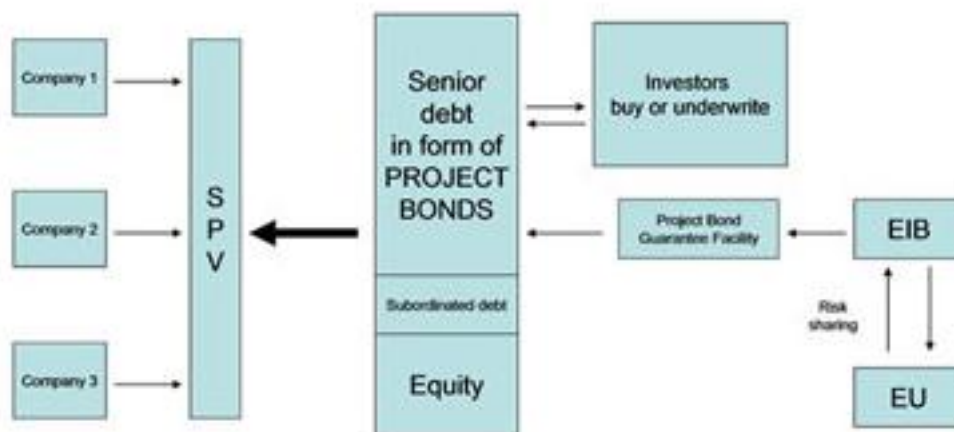 Company 1
Company 2
Company 3
S
P
V
Senior
debt
in form of
PROJECT
BONDS
Subordinated debt
Equity
Investors
buy or underwrite
Project Bond
Guarantee Facility
EIB
Risk
sharing
EU